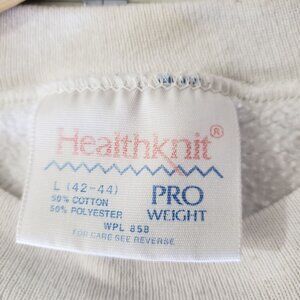 Healthknit®
L (42-44)
50% COTTON
50% POLYESTER
PRO
WEIGHT
WPL 858
FOR CARE SEE REVERSE